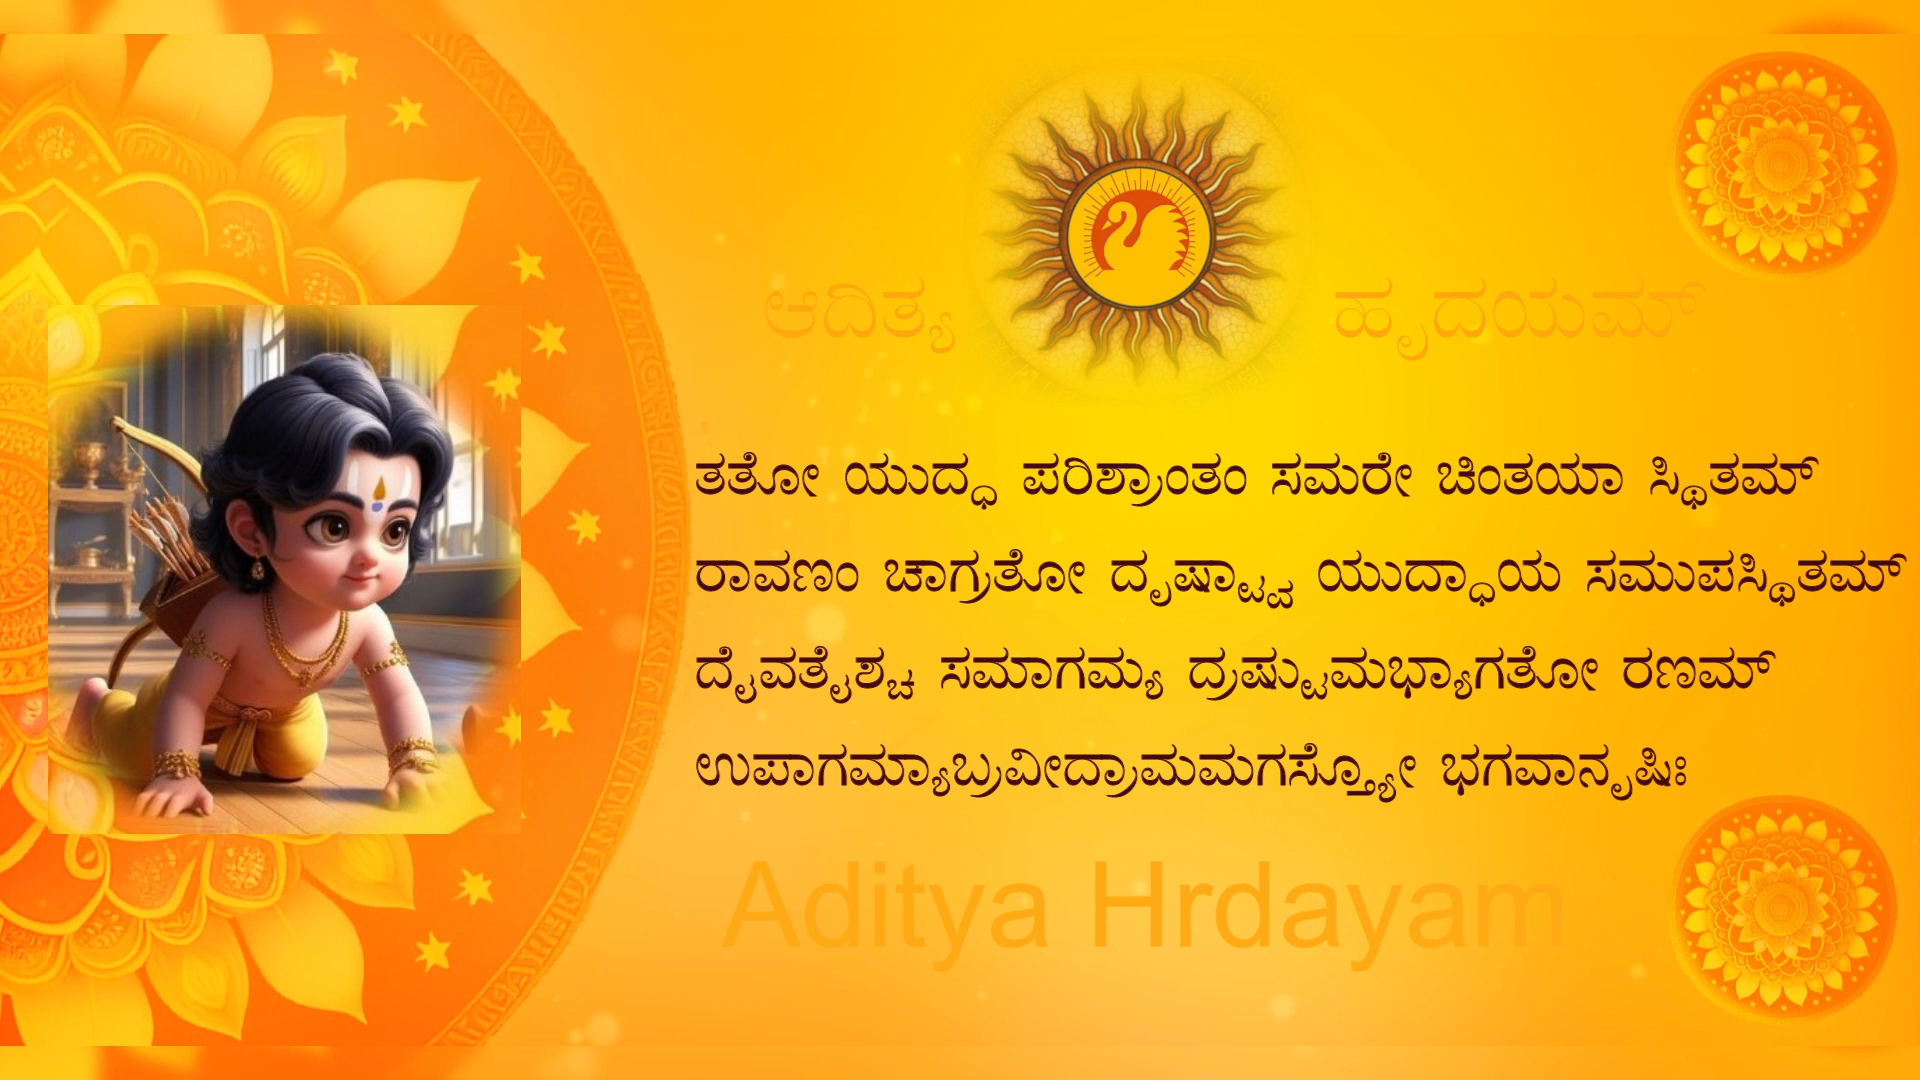 ಆದಿತ್ಯ ಹೃದಯಮ್
ತತೋ ಯುದ್ಧ ಪರಿಶ್ರಾಂತಂ ಸಮರೇ ಚಿಂತಯಾ ಸ್ಥಿತಮ್
ರಾವಣಂ ಚಾಗ್ರತೋ ದೃಷ್ಟ್ವಾ ಯುದ್ಧಾಯ ಸಮುಪಸ್ಥಿತಮ್
ದೈವತೈಶ್ಚ ಸಮಾಗಮ್ಯ ದ್ರಷ್ಟುಮಭ್ಯಾಗತೋ ರಣಮ್
ಉಪಾಗಮ್ಯಾಬ್ರವೀದ್ರಾಮಮಗಸ್ತ್ಯೋ ಭಗವಾನೃಷಿಃ
Aditya Hrdayam